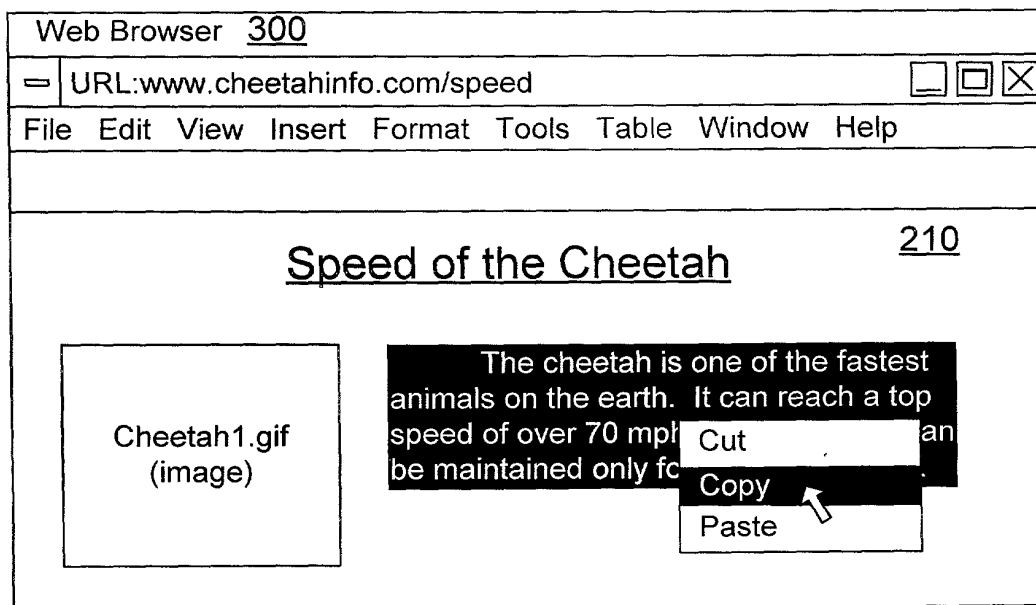 Web Browser 300
URL:www.cheetahinfo.com/speed
File Edit View Insert Format Tools Table Window Help
210
Speed of the Cheetah
Cheetah1.gif
(image)
The cheetah is one of the fastest
animals on the earth. It can reach a top
speed of over 70 mph
be maintained only
Cut
Copy
Paste